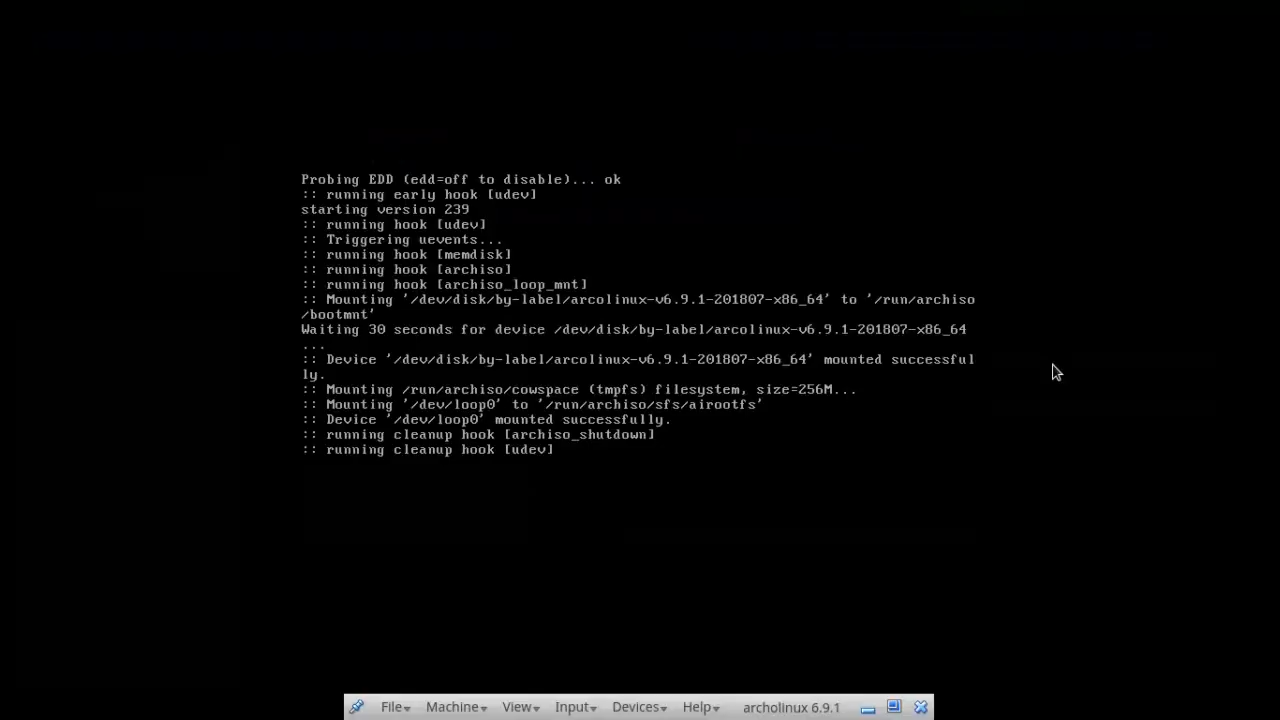 Probing EDD (edd=off to disable)... ok
:: running early hook [udev]
starting version 239
:: running hook [udev]
:: Triggering uevents...
:: running hook [memdisk]
:: running hook [archiso]
:: running hook [archiso_loop_mnt]
:: Mounting '/dev/disk/by-label/arcolinux-v6.9.1-201807-x86_64' to '/run/archiso
/bootmnt'
Waiting 30 seconds for device /dev/disk/by-label/arcolinux-v6.9.1-201807-x86_64
...
:: Device '/dev/disk/by-label/arcolinux-v6.9.1-201807-x86_64' mounted successful
ly.
:: Mounting /run/archiso/cowspace (tmpfs) filesystem, size=256M...
:: Mounting '/dev/loop0' to '/run/archiso/sfs/airootfs'
:: Device '/dev/loop0' mounted successfully.
:: running cleanup hook [archiso_shutdown]
:: running cleanup hook [udev]
File Machine View Input Devices Help archolinux 6.9.1